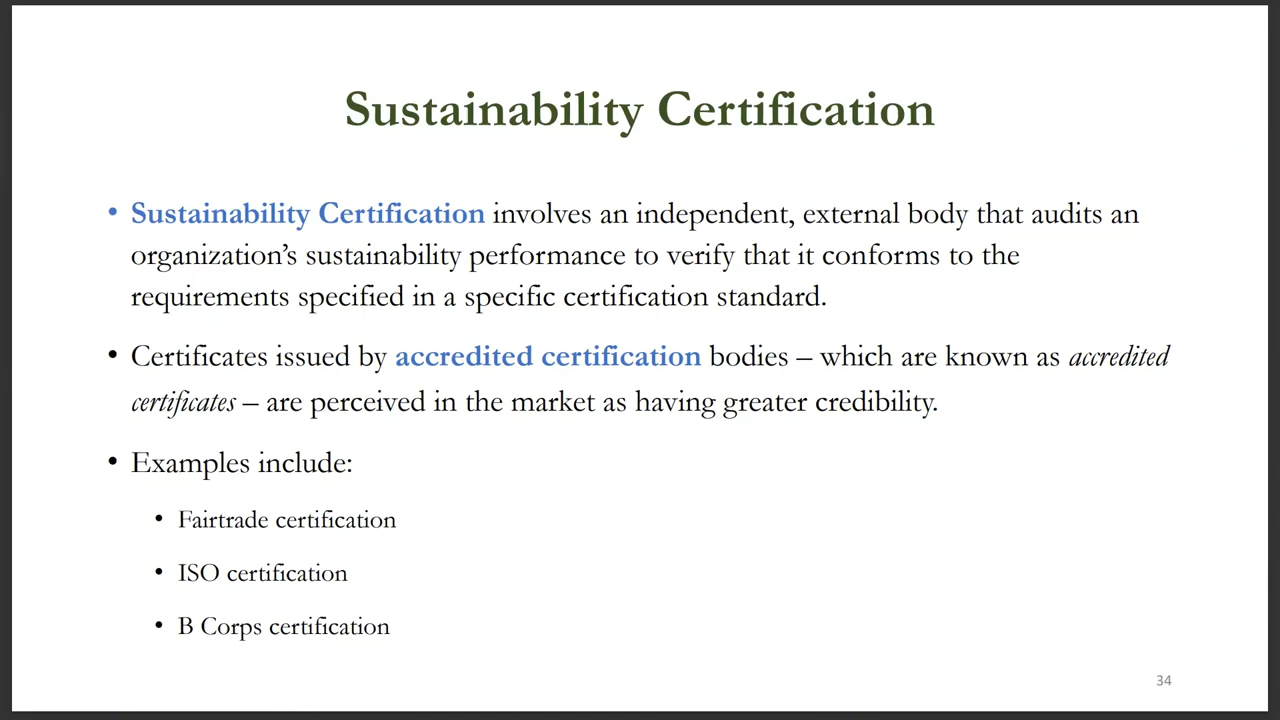 Sustainability Certification
• Sustainability Certification involves an independent, external body that audits an
organization’s sustainability performance to verify that it conforms to the
requirements specified in a specific certification standard.
• Certificates issued by accredited certification bodies – which are known as accredited
certificates – are perceived in the market as having greater credibility.
• Examples include:
• Fairtrade certification
• ISO certification
• B Corps certification
34